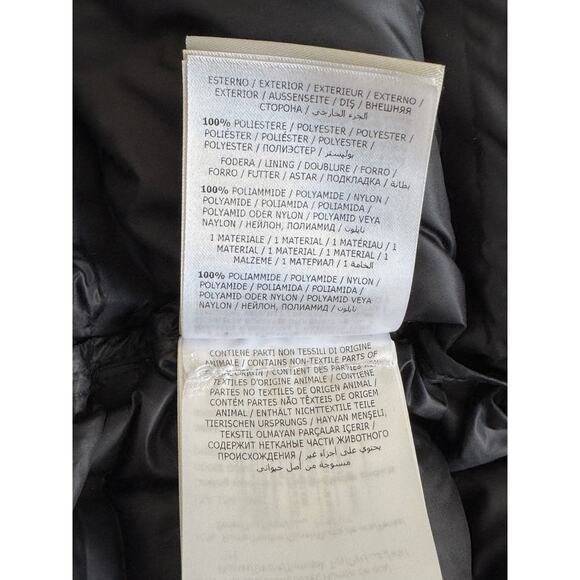 ESTERNO / EXTERIOR / EXTERIEUR / EXTERNO /
EXTERIOR / AUSSENSEITE / DIŞ / ВНЕШНЯЯ
СТОРОНА / الجزء الخارجي
100% POLIESTERE / POLYESTER / POLYESTER /
POLIÉSTER / POLIÉSTER / POLYESTER /
POLYESTER / ПОЛИЭСТЕР / بوليستر
FODERA / LINING / DOUBLURE / FORRO /
FORRO / FUTTER / ASTAR / ПОДКЛАДКА / بطانة
100% POLIAMMIDE / POLYAMIDE / NYLON /
POLYAMIDE / POLIAMIDA / POLIAMIDA /
POLYAMID ODER NYLON / POLYAMID VEYA
NAYLON / НЕЙЛОН, ПОЛИАМИД / نايلون
1 MATERIALE / 1 MATERIAL / 1 MATÉRIAU / 1
MATERIAL / 1 MATERIAL / 1 MATERIAL / 1
MALZEME / 1 МАТЕРИАЛ / 1 الخامة
100% POLIAMMIDE / POLYAMIDE / NYLON /
POLYAMIDE / POLIAMIDA / POLIAMIDA /
POLYAMID ODER NYLON / POLYAMID VEYA
NAYLON / НЕЙЛОН, ПОЛИАМИД / نايلون
CONTIENE PARTI NON TESSILI DI ORIGINE
ANIMALE / CONTAINS NON-TEXTILE PARTS OF
ORIGIN / CONTIENT DES PARTIES NON
TEXTILES D'ORIGINE ANIMALE / CONTIENE
PARTES NO TEXTILES DE ORIGEN ANIMAL /
CONTÉM PARTES NÃO TÊXTEIS DE ORIGEM
ANIMAL / ENTHÄLT NICHTTEXTILE TEILE
TIERISCHEN URSPRUNGS / HAYVAN MENŞELİ,
TEKSTIL OLMAYAN PARÇALAR IÇERIR /
СОДЕРЖИТ НЕТКАНЫЕ ЧАСТИ ЖИВОТНОГО
ПРОИСХОЖДЕНИЯ / يحتوي على أجزاء غير
منسوجة من أصل حيواني